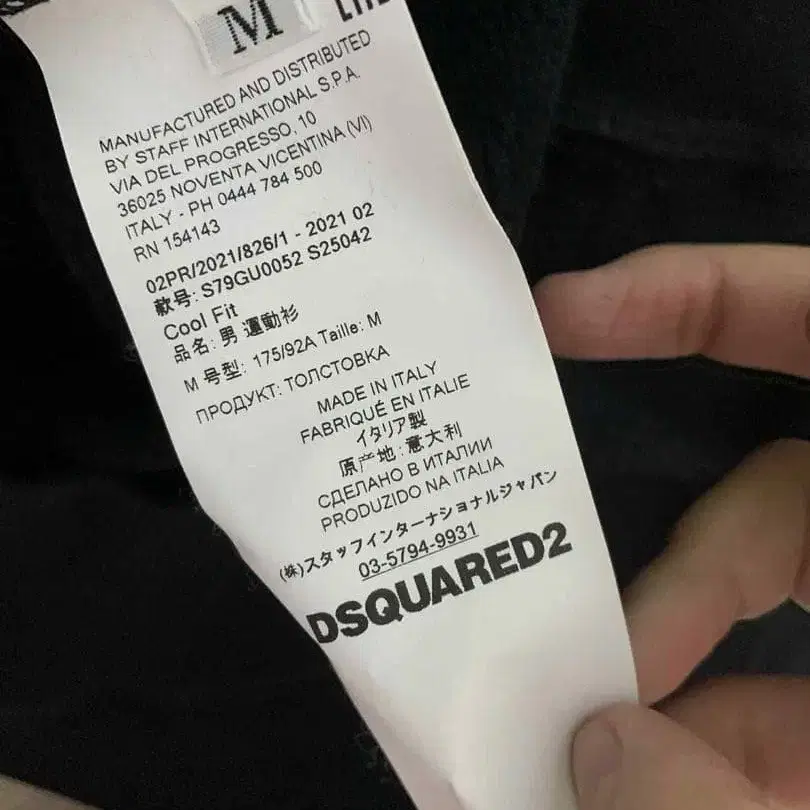 M
MANUFACTURED AND DISTRIBUTED
BY STAFF INTERNATIONAL S.P.A.
VIA DEL PROGRESSO, 10
36025 NOVENTA VICENTINA (VI)
ITALY - PH 0444 784 500
RN 154143
02PR/2021/826/1 - 2021 02
款号: S79GU0052 S25042
Cool Fit
品名: 男 運動衫
M 号型: 175/92A Taille: M
ПРОДУКТ: ТОЛСТОВКА
MADE IN ITALY
FABRIQUÉ EN ITALIE
イタリア製
原产地: 意大利
СДЕЛАНО В ИТАЛИИ
PRODUZIDO NA ITALIA
(株)スタッフインターナショナルジャパン
03-5794-9931
DSQUARED2